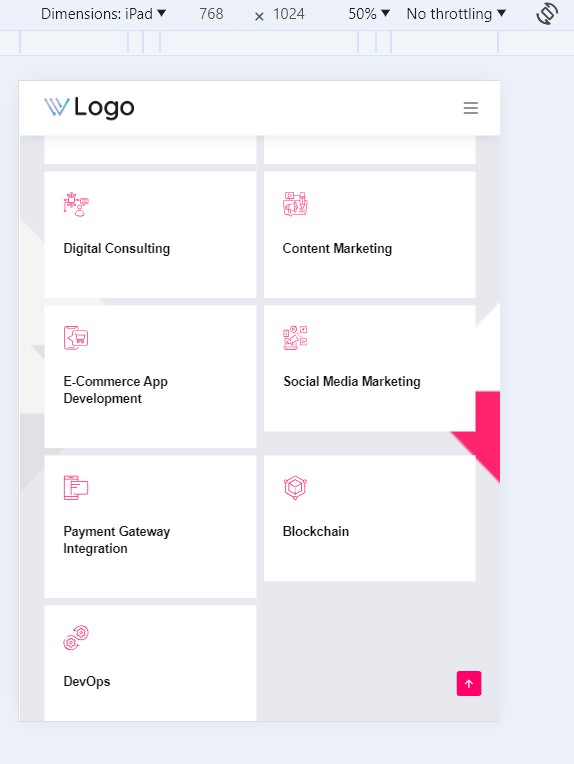 Dimensions: iPad ▼ 768 × 1024 50% ▼ No throttling ▼
Logo
Digital Consulting
Content Marketing
E-Commerce App
Development
Social Media Marketing
Payment Gateway
Integration
Blockchain
DevOps